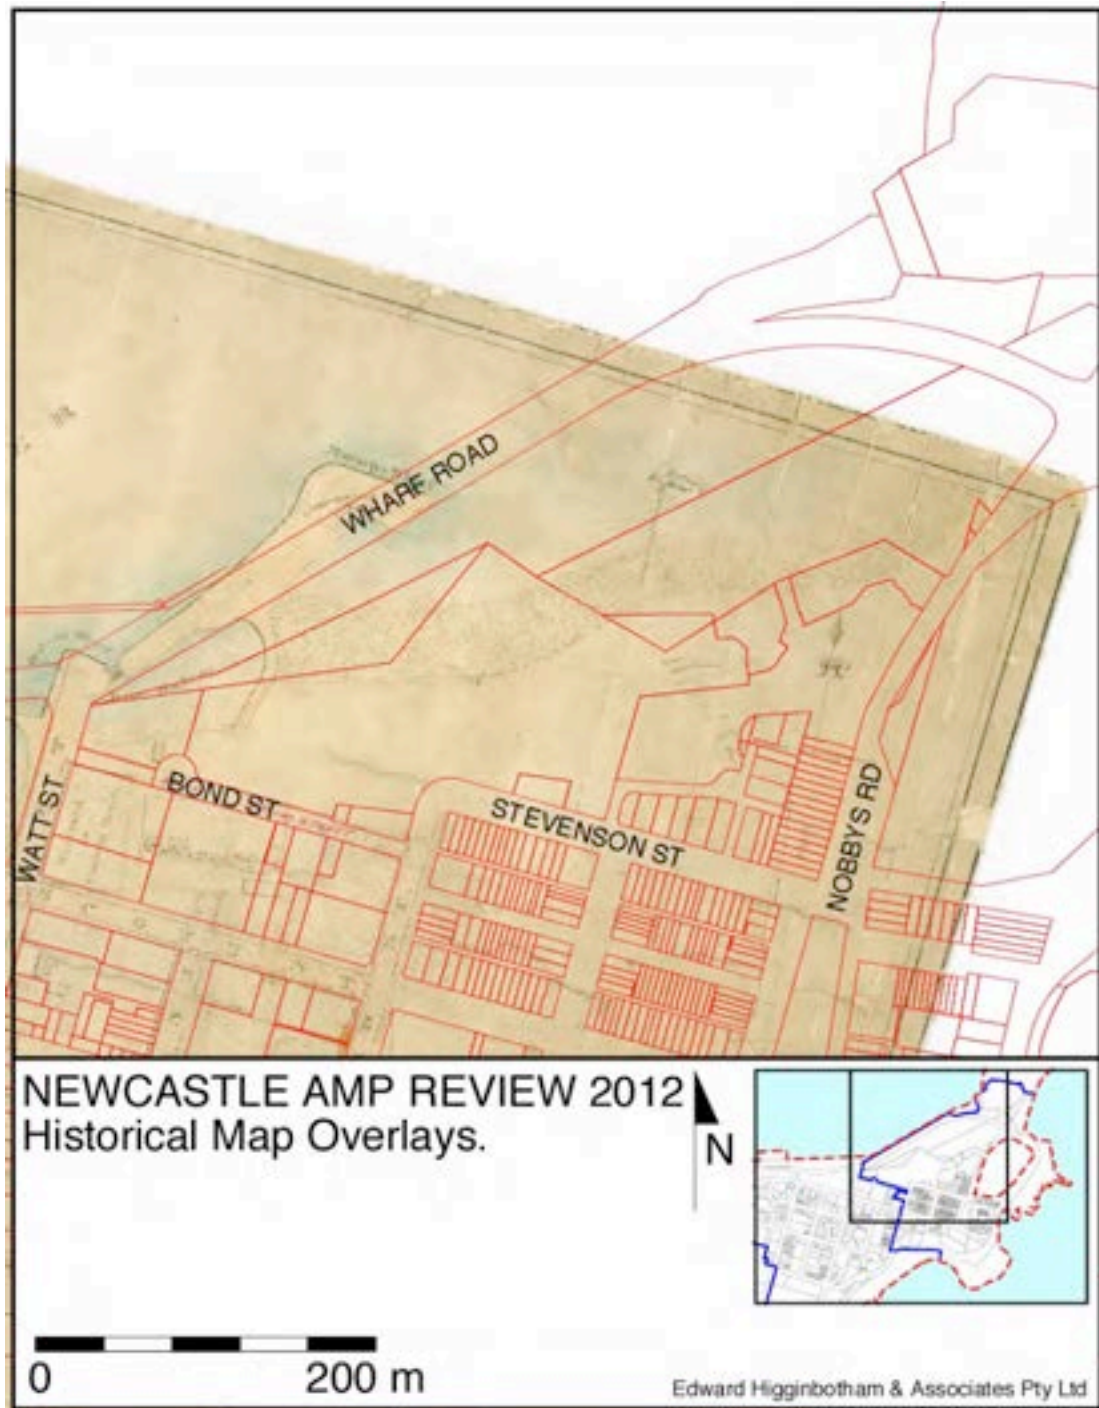 WHARF ROAD
BOND ST
STEVENSON ST
WATT ST
NOBBYS RD
NEWCASTLE AMP REVIEW 2012
Historical Map Overlays.
N
0 200 m
Edward Higginbotham & Associates Pty Ltd